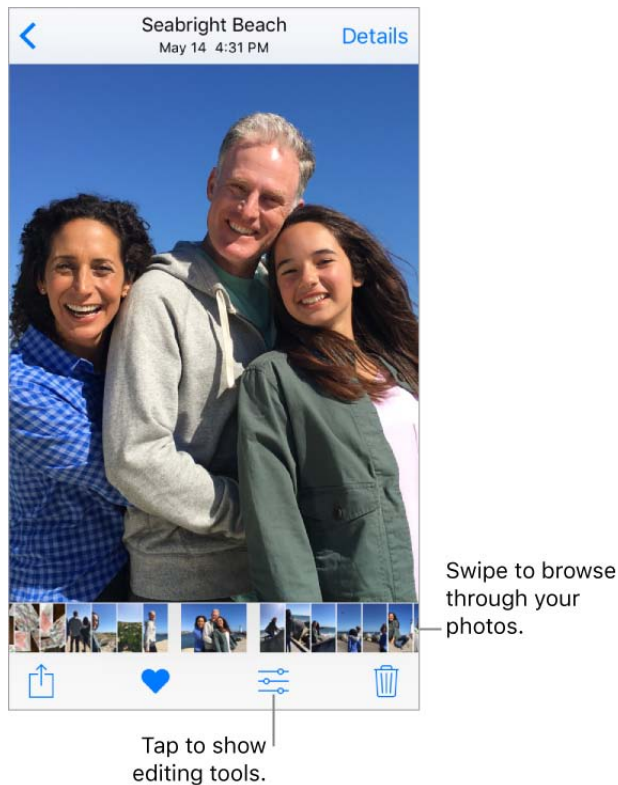 Seabright Beach
Details
May 14 4:31 PM
Swipe to browse
through your
photos.
Tap to show
editing tools.